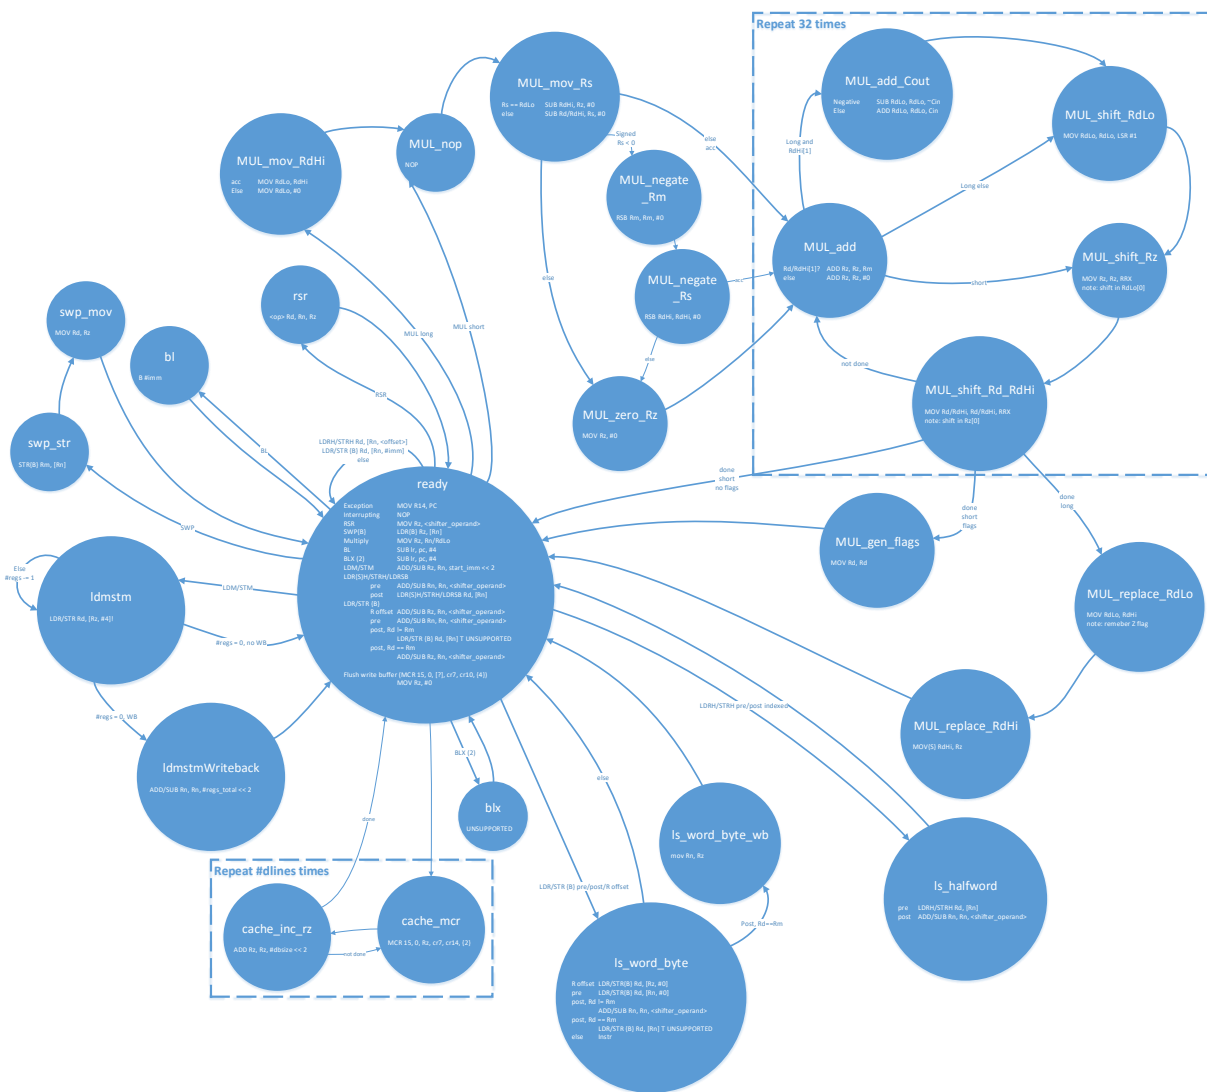 Repeat 32 times
MUL_add_Cout
Negative SUB RdLo, RdLo, ~Cin
Else ADD RdLo, RdLo, Cin
MUL_shift_RdLo
MOV RdLo, RdLo, LSR #1
MUL_mov_Rs
Rs == RdLo SUB RdHi, Rz, #0
else SUB Rd/RdHi, Rs, #0
MUL_nop
NOP
MUL_mov_RdHi
acc MOV RdLo, RdHi
Else MOV RdLo, #0
Signed
Rs < 0
else
acc
Long and
RdHi[1]
Long else
MUL_negate
_Rm
RSB Rm, Rm, #0
MUL_add
Rd/RdHi[1]? ADD Rz, Rz, Rm
else ADD Rz, Rz, #0
MUL_shift_Rz
MOV Rz, Rz, RRX
note: shift in RdLo[0]
short
MUL_negate
_Rs
RSB RdHi, RdHi, #0
acc
else
else
rsr
<op> Rd, Rn, Rz
swp_mov
MOV Rd, Rz
bl
B #imm
MUL long
MUL short
not done
MUL_shift_Rd_RdHi
MOV Rd/RdHi, Rd/RdHi, RRX
note: shift in Rz[0]
MUL_zero_Rz
MOV Rz, #0
RSR
swp_str
STR[B] Rm, [Rn]
BL
LDRH/STRH Rd, [Rn, <offset>]
LDR/STR {B} Rd, [Rn, #imm]
else
done
short
no flags
done
short
flags
done
long
SWP
ready
Exception MOV R14, PC
Interrupting NOP
RSR MOV Rz, <shifter_operand>
SWP{B} LDR{B} Rz, [Rn]
Multiply MOV Rz, Rn/RdLo
BL SUB lr, pc, #4
BLX (2) SUB lr, pc, #4
LDM/STM ADD/SUB Rz, Rn, start_imm << 2
LDR(S)H/STRH/LDRSB
pre ADD/SUB Rn, Rn, <shifter_operand>
post LDR(S)H/STRH/LDRSB Rd, [Rn]
LDR/STR {B}
R offset ADD/SUB Rz, Rn, <shifter_operand>
pre ADD/SUB Rn, Rn, <shifter_operand>
post, Rd != Rm
LDR/STR {B} Rd, [Rn] T UNSUPPORTED
post, Rd == Rm
ADD/SUB Rz, Rn, <shifter_operand>
Flush write buffer (MCR 15, 0, [?], cr7, cr10, {4})
MOV Rz, #0
MUL_gen_flags
MOV Rd, Rd
MUL_replace_RdLo
MOV RdLo, RdHi
note: remeber 2 flag
MUL_replace_RdHi
MOV{S} RdHi, Rz
Else
#regs -= 1
ldmstm
LDR/STR Rd, [Rz, #4]!
LDM/STM
#regs = 0, no WB
#regs = 0, WB
ldmstmWriteback
ADD/SUB Rn, Rn, #regs_total << 2
BLX (2)
blx
UNSUPPORTED
LDRH/STRH pre/post indexed
else
done
ls_word_byte_wb
mov Rn, Rz
ls_halfword
pre LDRH/STRH Rd, [Rn]
post ADD/SUB Rn, Rn, <shifter_operand>
LDR/STR {B} pre/post/R offset
Post, Rd==Rm
Repeat #dlines times
cache_inc_rz
ADD Rz, Rz, #dbsize << 2
cache_mcr
MCR 15, 0, Rz, cr7, cr14, {2}
not done
ls_word_byte
R offset LDR/STR{B} Rd, [Rz, #0]
pre LDR/STR{B} Rd, [Rn, #0]
post, Rd != Rm
ADD/SUB Rn, Rn, <shifter_operand>
post, Rd == Rm
LDR/STR {B} Rd, [Rn] T UNSUPPORTED
else Instr